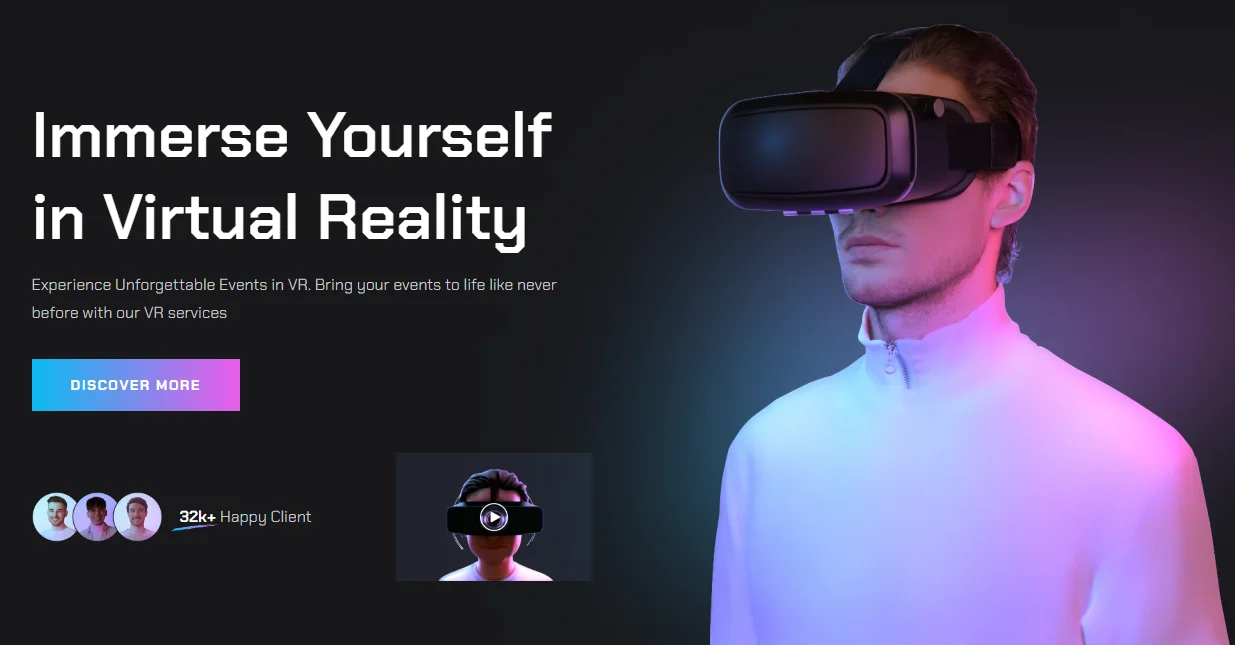 Immerse Yourself
in Virtual Reality
Experience Unforgettable Events in VR. Bring your events to life like never
before with our VR services
DISCOVER MORE
32k+ Happy Client